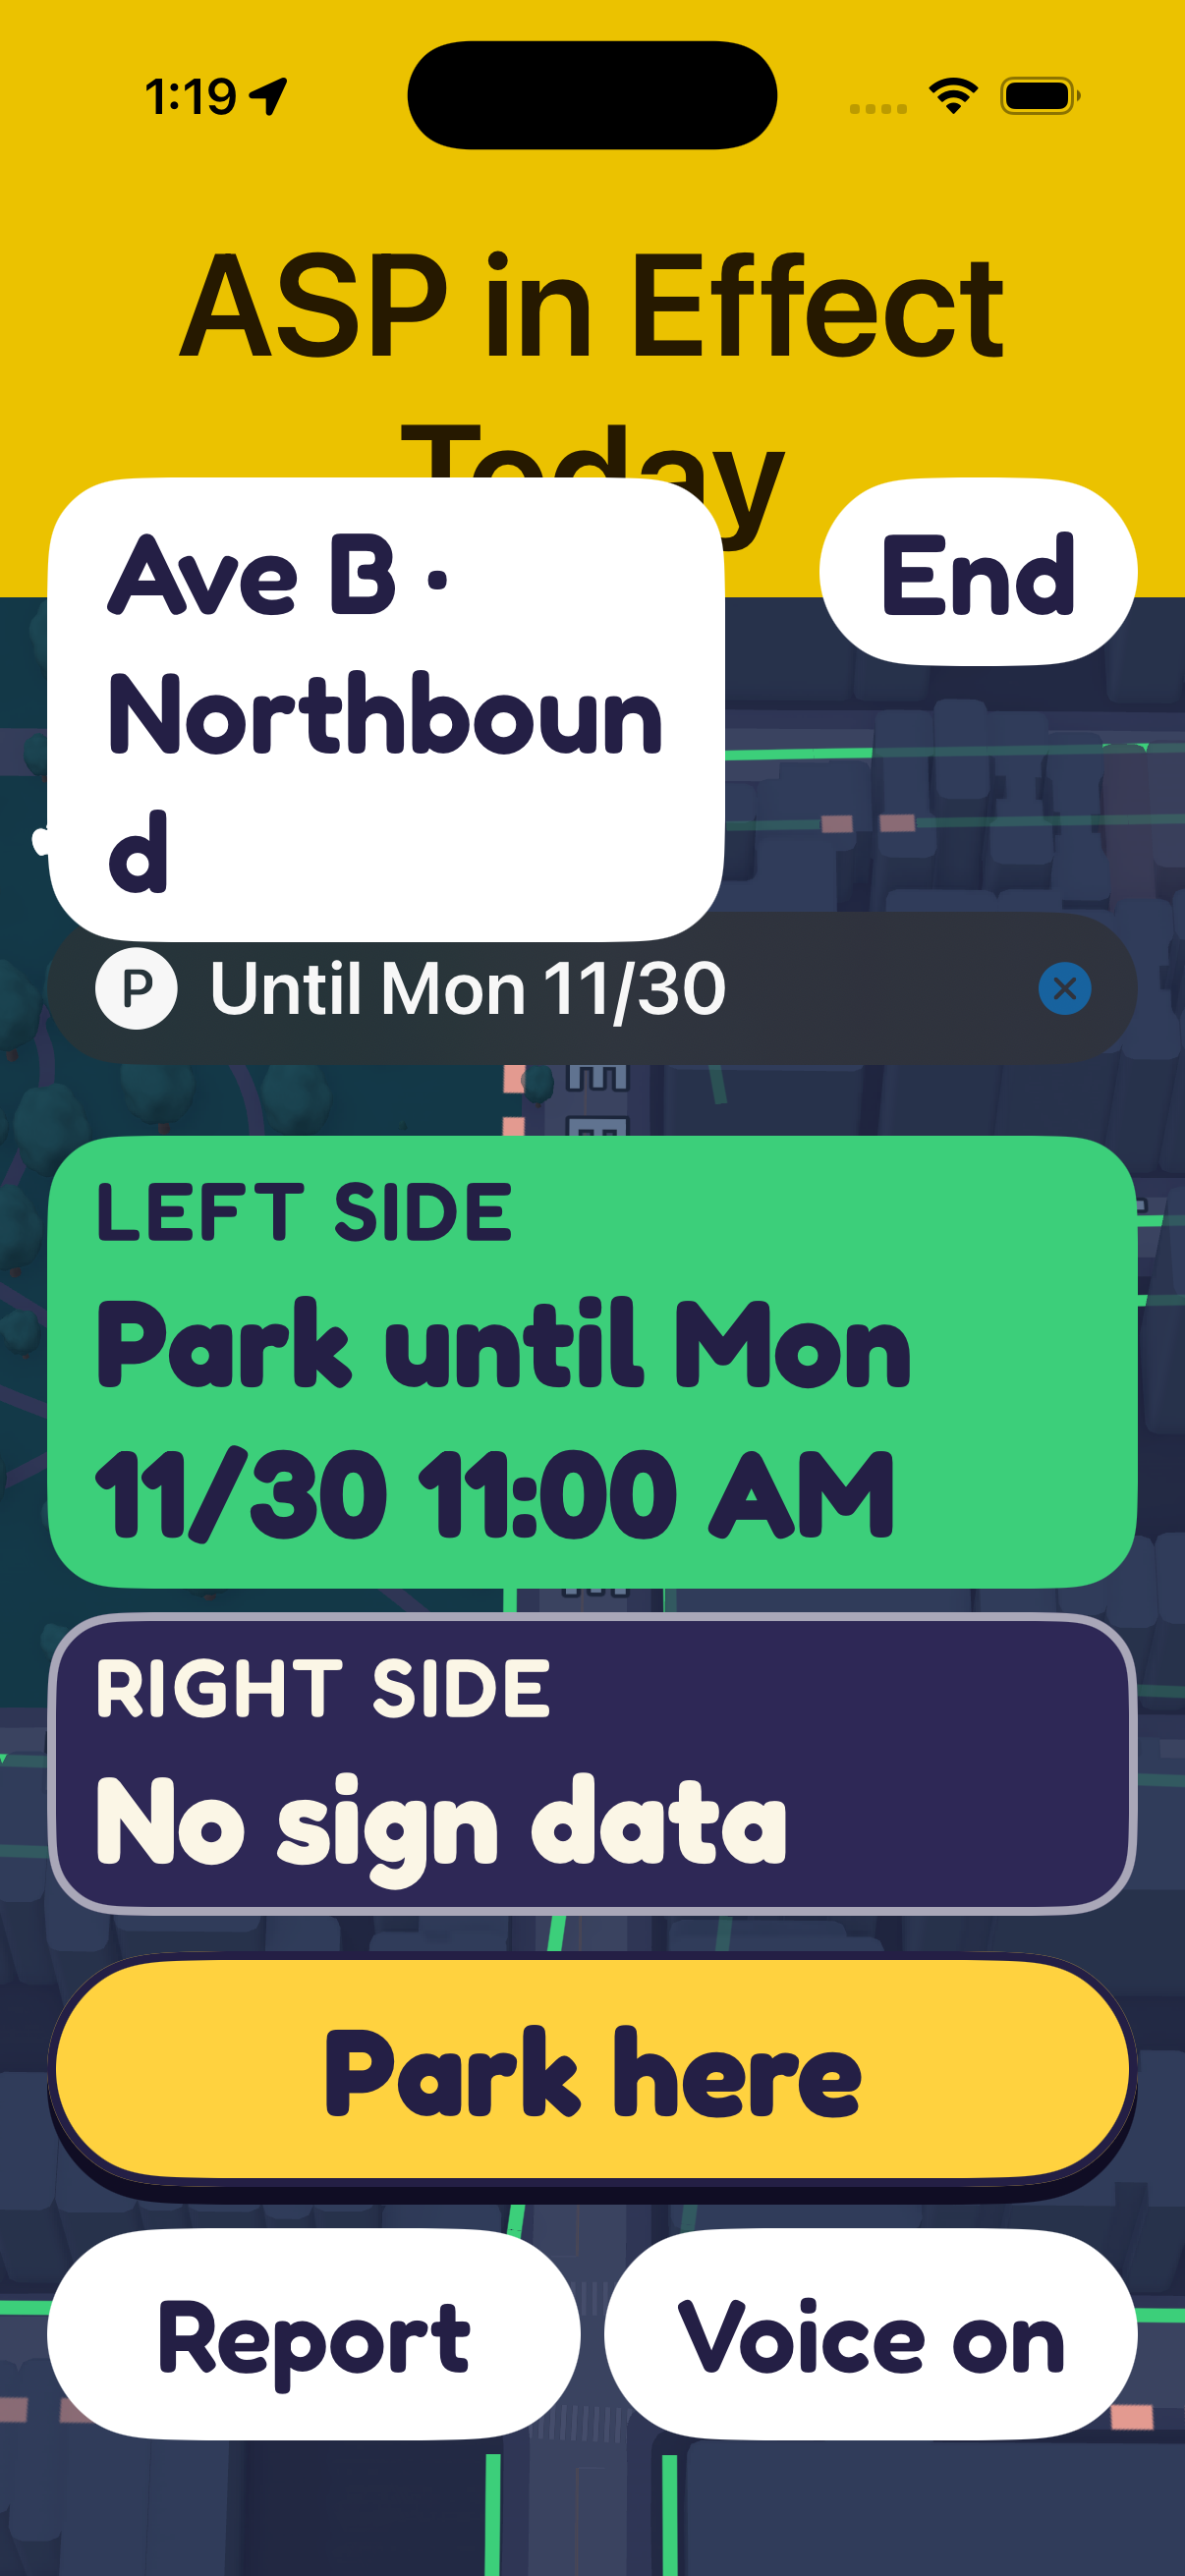 1:19
ASP in Effect
Today
Ave B ·
Northboun
d
End
P Until Mon 11/30
LEFT SIDE
Park until Mon
11/30 11:00 AM
RIGHT SIDE
No sign data
Park here
Report
Voice on